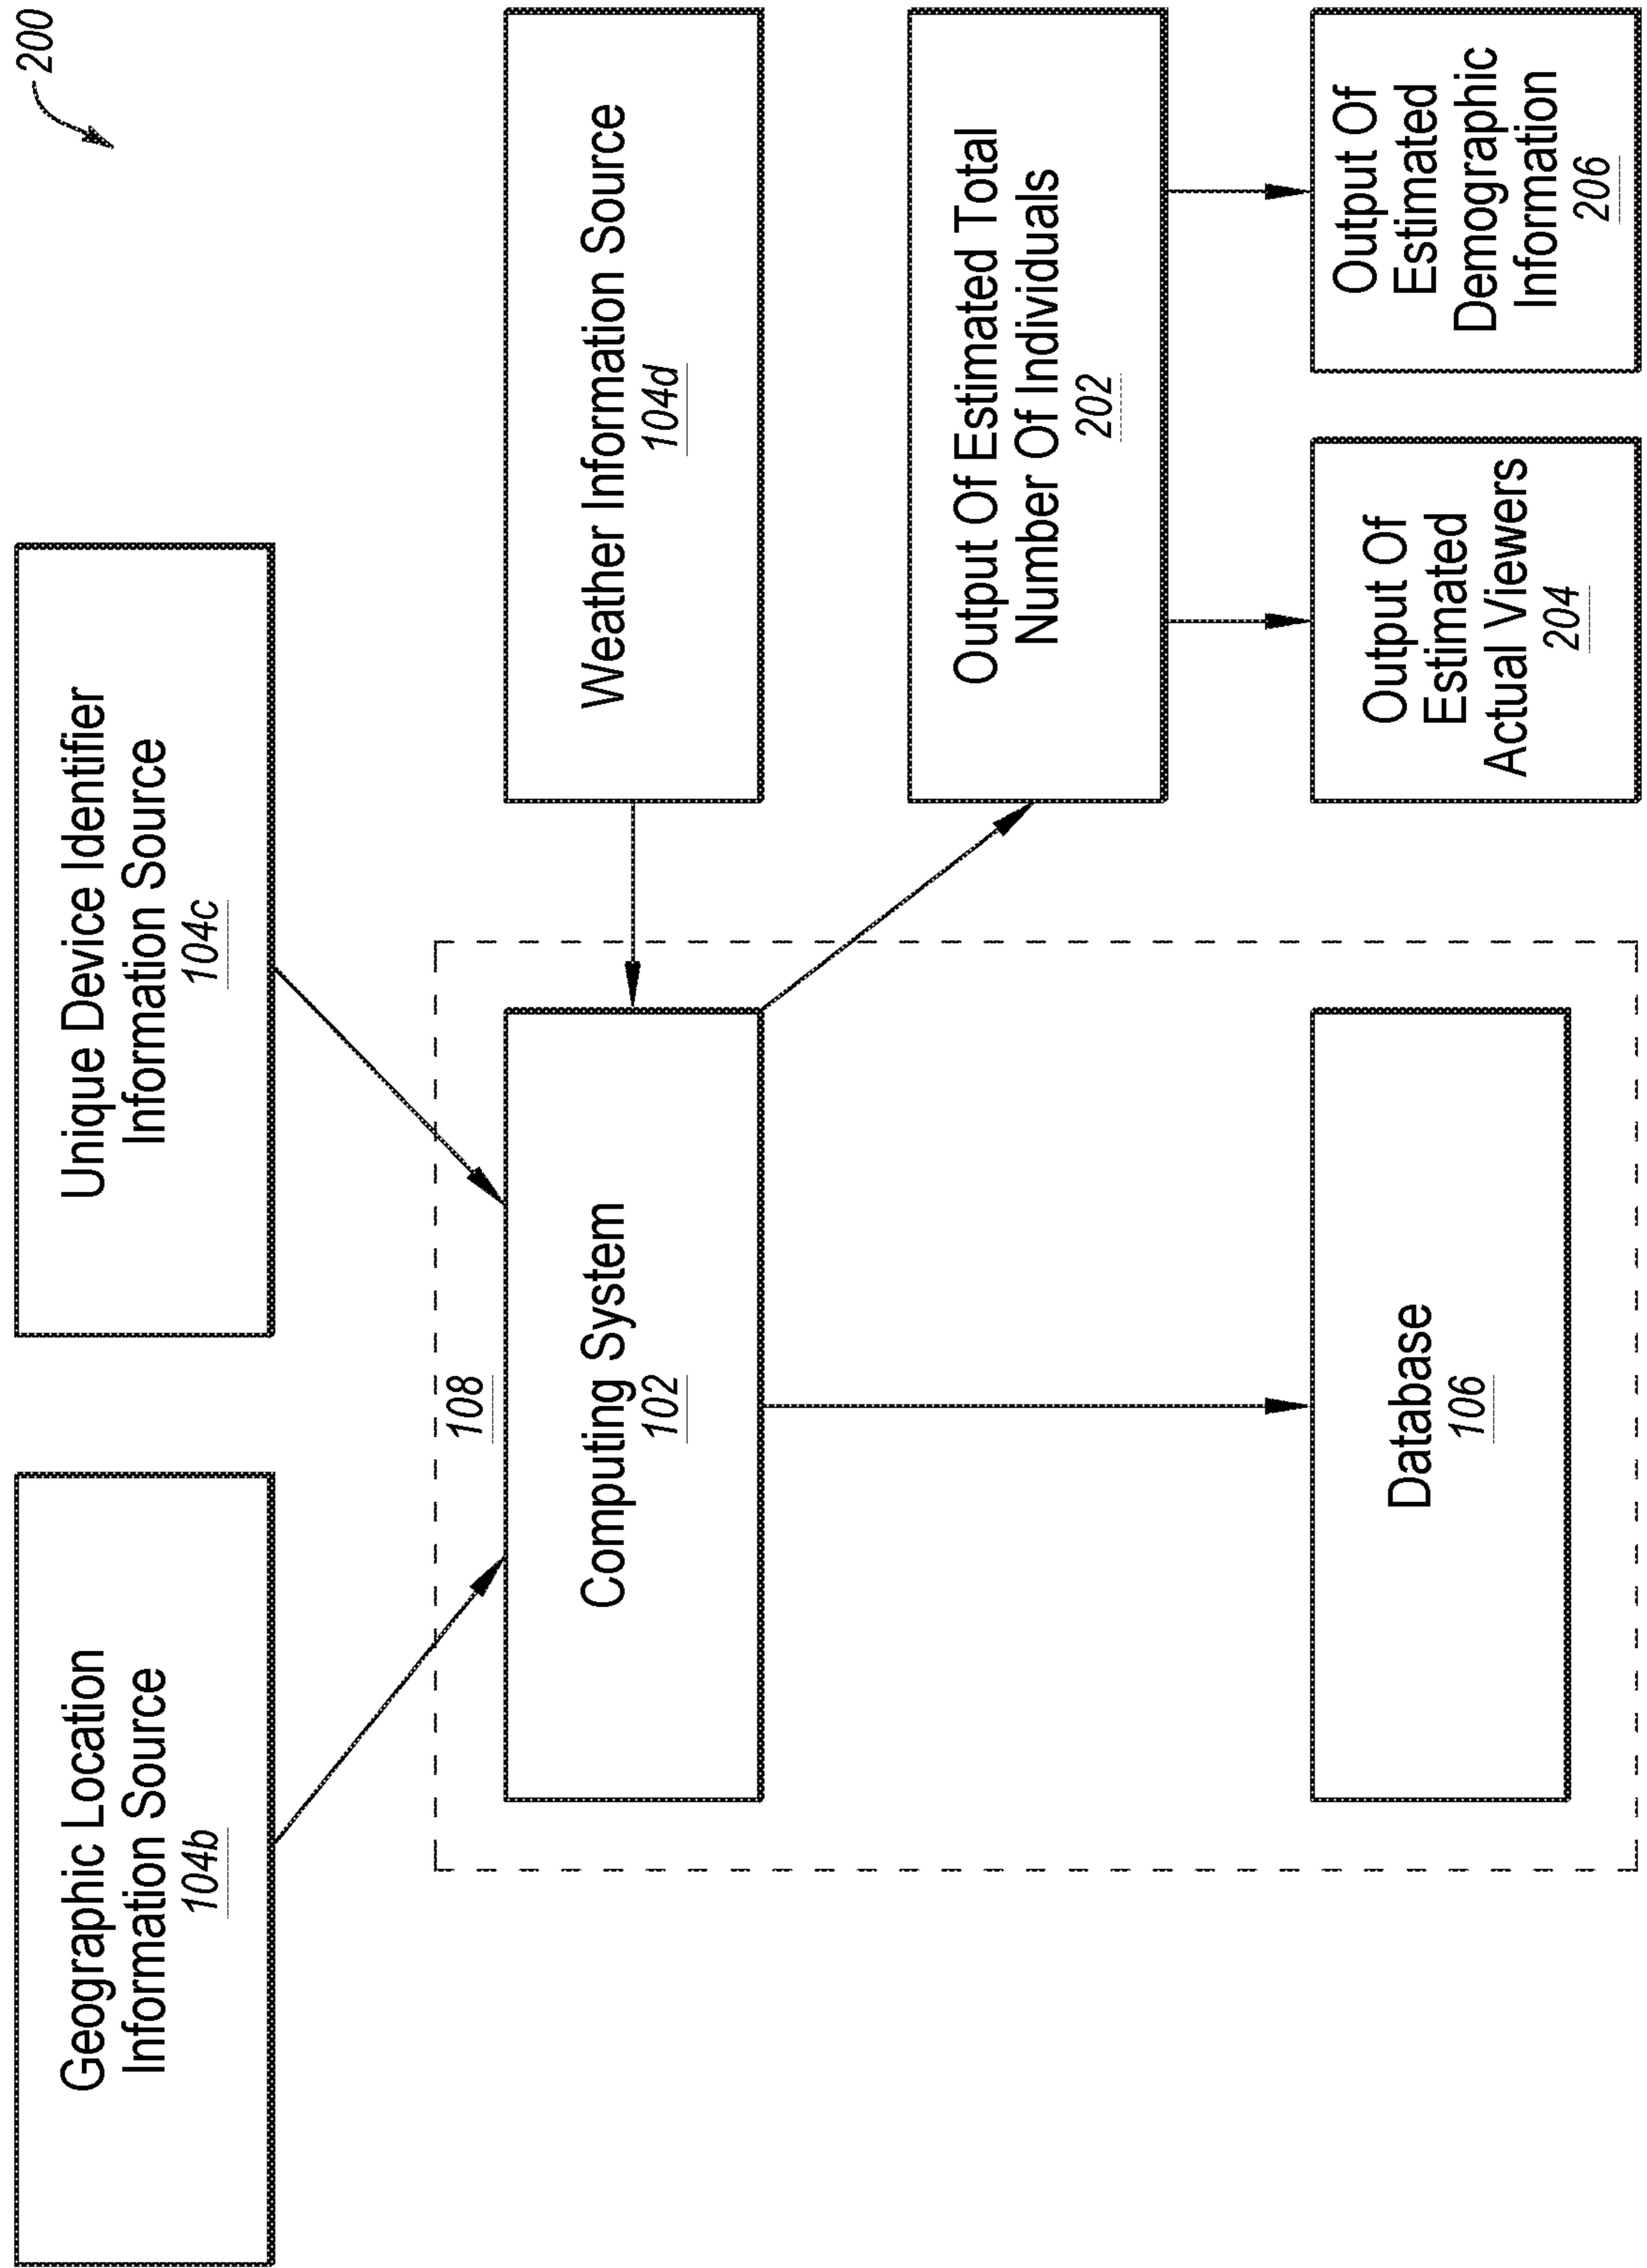 200
Geographic Location
Information Source
104b
Unique Device Identifier
Information Source
104c
108
Computing System
102
Weather Information Source
104d
Output Of Estimated Total
Number Of Individuals
202
Database
106
Output Of
Estimated
Actual Viewers
204
Output Of
Estimated
Demographic
Information
206